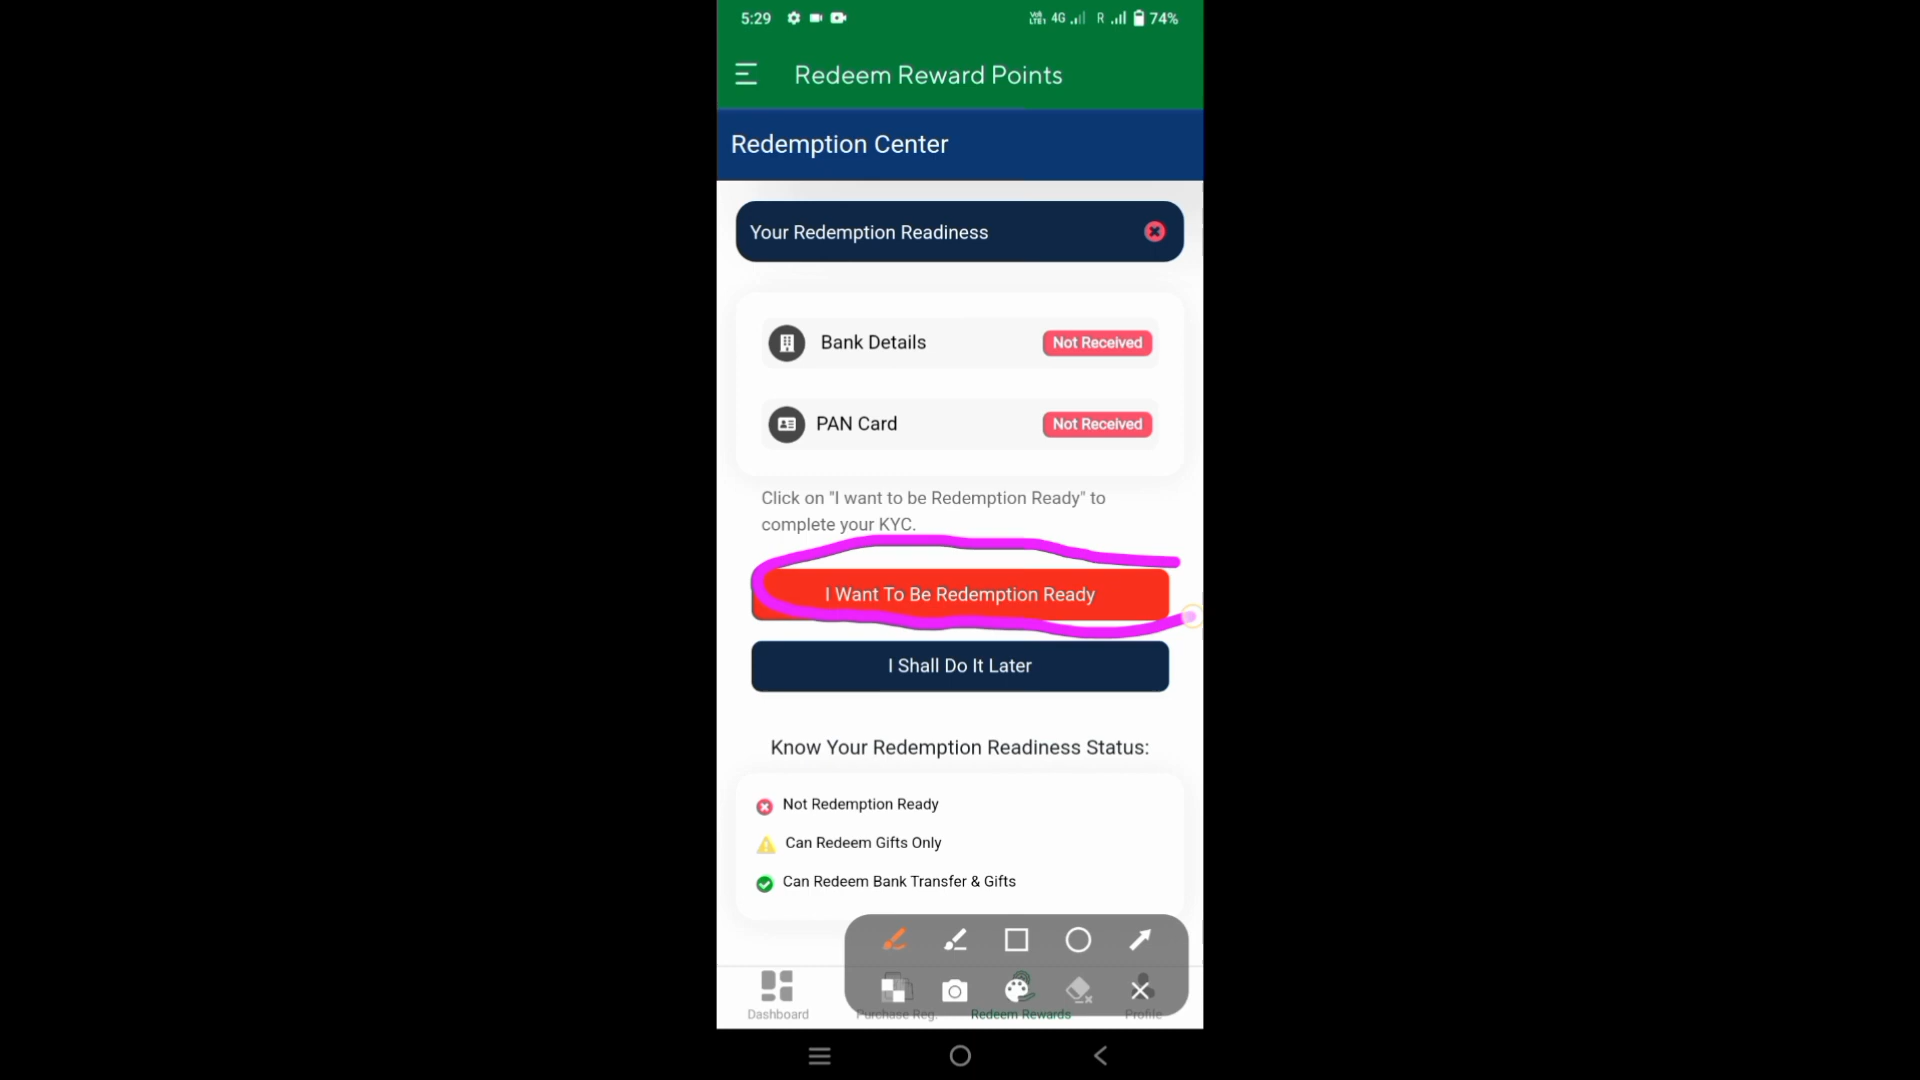 5:29 4G R 74%
Redeem Reward Points
Redemption Center
Your Redemption Readiness
Bank Details Not Received
PAN Card Not Received
Click on "I want to be Redemption Ready" to
complete your KYC.
I Want To Be Redemption Ready
I Shall Do It Later
Know Your Redemption Readiness Status:
Not Redemption Ready
Can Redeem Gifts Only
Can Redeem Bank Transfer & Gifts
Dashboard Purchase Reg. Redeem Rewards Profile